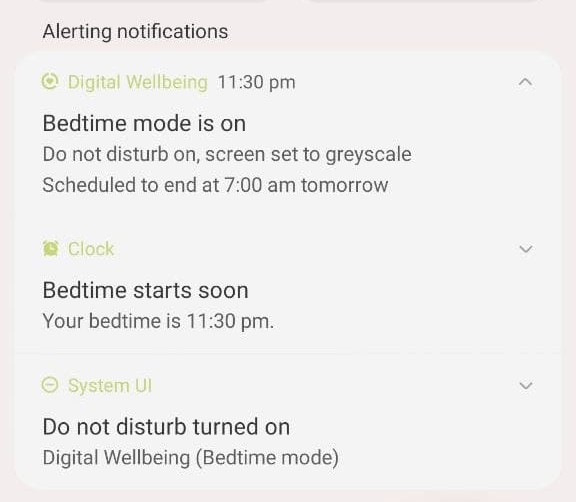 Alerting notifications
Digital Wellbeing 11:30 pm
Bedtime mode is on
Do not disturb on, screen set to greyscale
Scheduled to end at 7:00 am tomorrow
Clock
Bedtime starts soon
Your bedtime is 11:30 pm.
System UI
Do not disturb turned on
Digital Wellbeing (Bedtime mode)